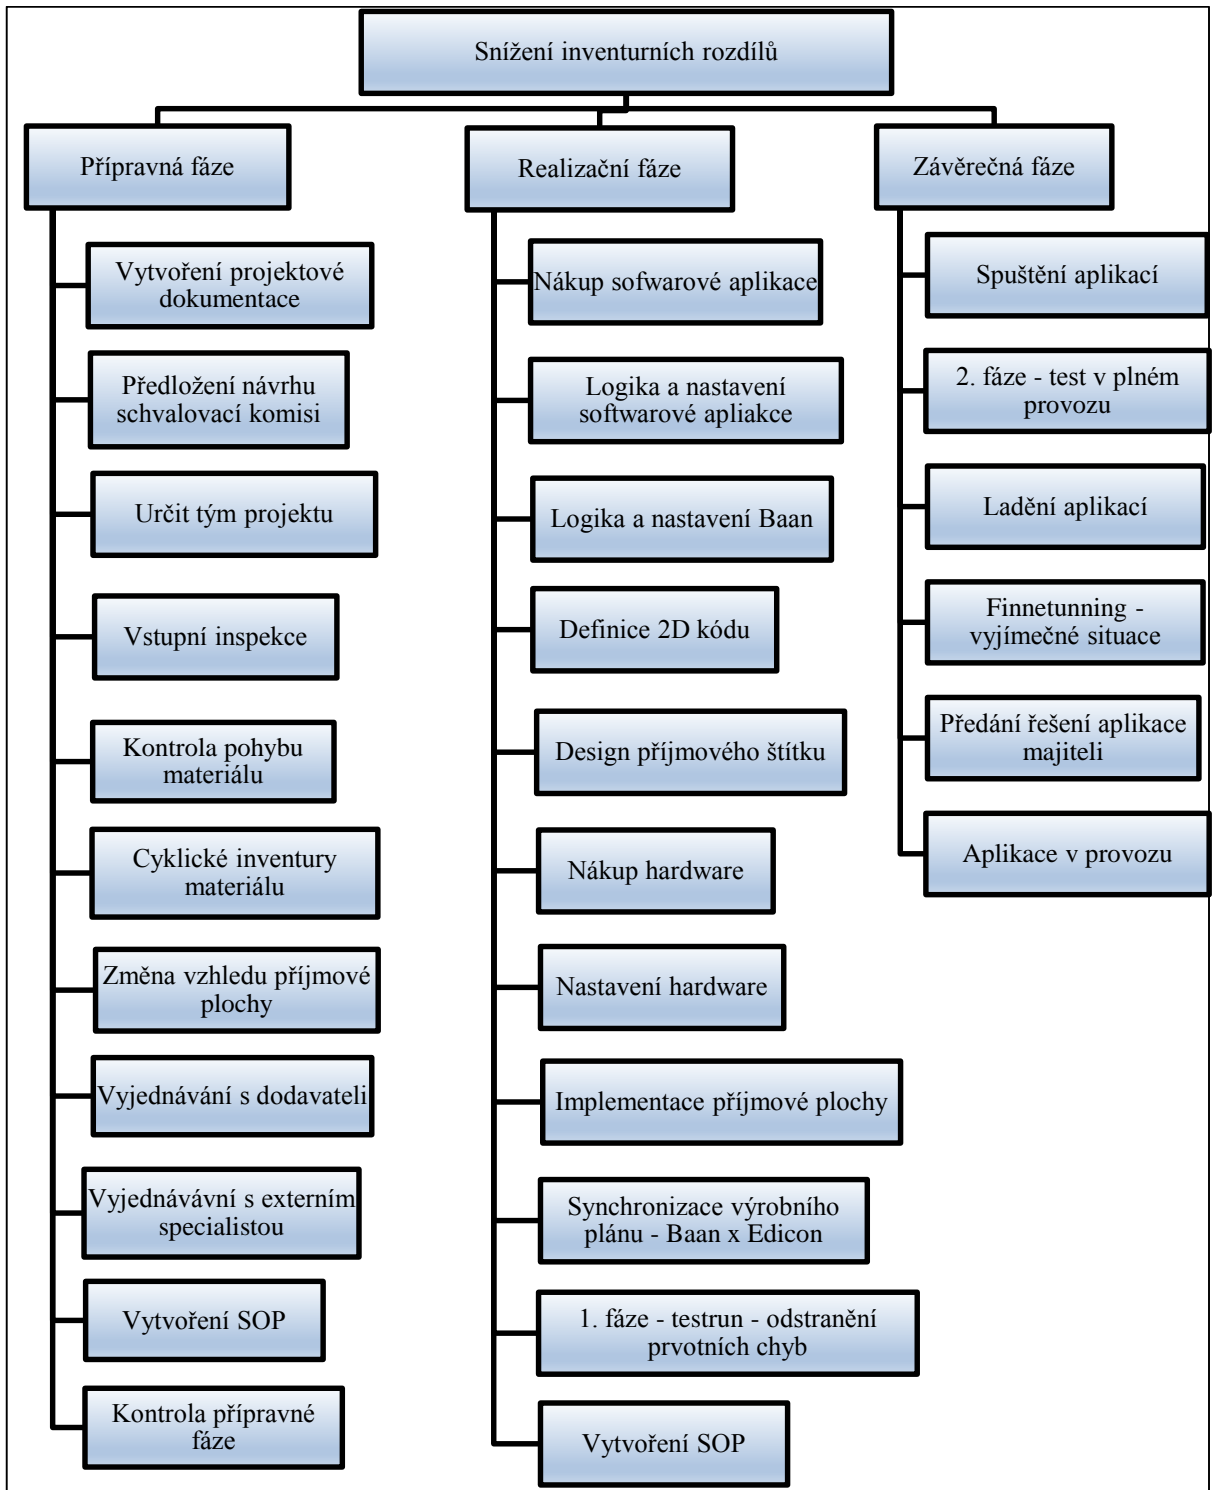 Snížení inventurních rozdílů
Přípravná fáze
Vytvoření projektové
dokumentace
Předložení návrhu
schvalovací komisi
Určit tým projektu
Vstupní inspekce
Kontrola pohybu
materiálu
Cyklické inventury
materiálu
Změna vzhledu příjmové
plochy
Vyjednávání s dodavateli
Vyjednávávní s externím
specialistou
Vytvoření SOP
Kontrola přípravné
fáze
Realizační fáze
Nákup sofwarové aplikace
Logika a nastavení
softwarové apliakce
Logika a nastavení Baan
Definice 2D kódu
Design příjmového štítku
Nákup hardware
Nastavení hardware
Implementace příjmové plochy
Synchronizace výrobního
plánu - Baan x Edicon
1. fáze - testrun - odstranění
prvotních chyb
Vytvoření SOP
Závěrečná fáze
Spuštění aplikací
2. fáze - test v plném
provozu
Ladění aplikací
Finnetunning -
vyjímečné situace
Předání řešení aplikace
majiteli
Aplikace v provozu